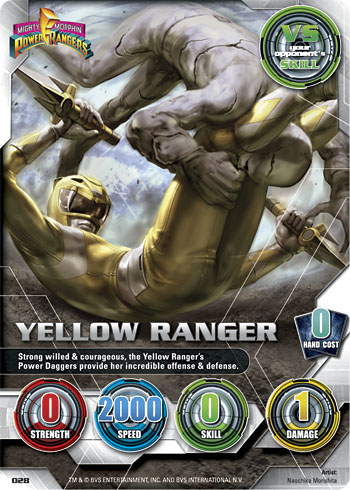 MIGHTY MORPHIN
POWER RANGERS
VS
your
opponent's
SKILL
YELLOW RANGER
0
HAND COST
Strong willed & courageous, the Yellow Ranger's
Power Daggers provide her incredible offense & defense.
0
STRENGTH
2000
SPEED
0
SKILL
1
DAMAGE
028
TM & © BVS ENTERTAINMENT, INC. AND BVS INTERNATIONAL N.V.
Artist:
Naochika Morishita